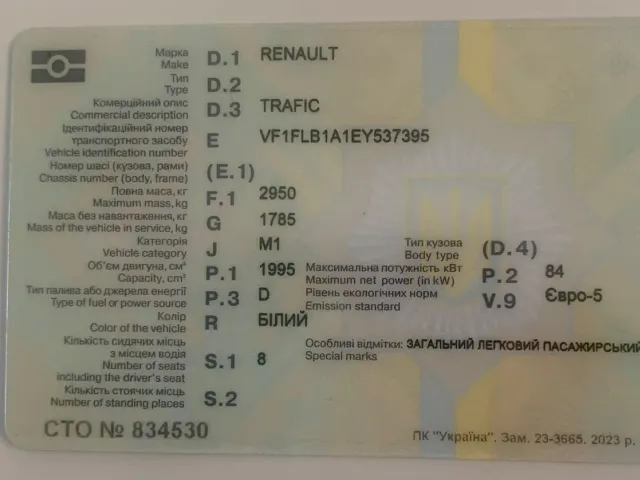 Марка
Make D.1 RENAULT
Тип
Type D.2
Комерційний опис
Commercial description D.3 TRAFIC
Ідентифікаційний номер
транспортного засобу E VF1FLB1A1EY537395
Vehicle identification number
Номер шасі (кузова, рами) (E.1)
Chassis number (body, frame)
Повна маса, кг
Maximum mass, kg F.1 2950
Маса без навантаження, кг
Mass of the vehicle in service, kg G 1785
Категорія
Vehicle category J M1 Тип кузова
Body type (D.4)
Об'єм двигуна, см³
Capacity, cm³ P.1 1995 Максимальна потужність кВт
Maximum net power (in kW) P.2 84
Тип палива або джерела енергії
Type of fuel or power source P.3 D Рівень екологічних норм
Emission standard V.9 Євро-5
Колір
Color of the vehicle R БІЛИЙ
Кількість сидячих місць
з місцем водія
Number of seats S.1 8
including the driver's seat
Особливі відмітки: ЗАГАЛЬНИЙ ЛЕГКОВИЙ ПАСАЖИРСЬКИЙ
Special marks
Кількість стоячих місць
Number of standing places S.2
СТО № 834530
ПК "Україна". Зам. 23-3665. 2023 р.